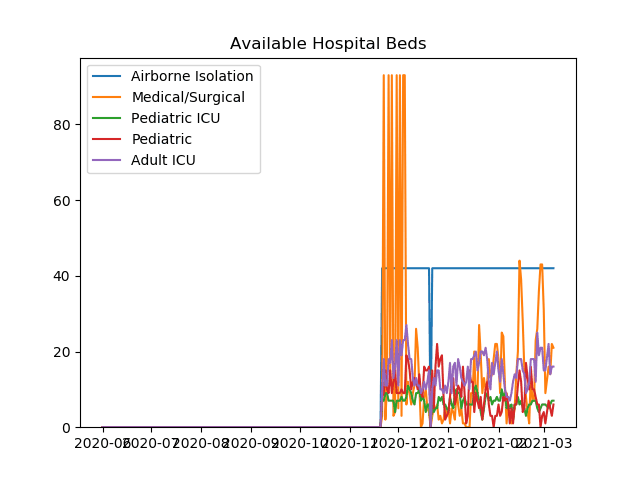 Available Hospital Beds
Airborne Isolation
Medical/Surgical
Pediatric ICU
Pediatric
Adult ICU
80
60
40
20
0
2020-06 2020-07 2020-08 2020-09 2020-10 2020-11 2020-12 2021-01 2021-02 2021-03